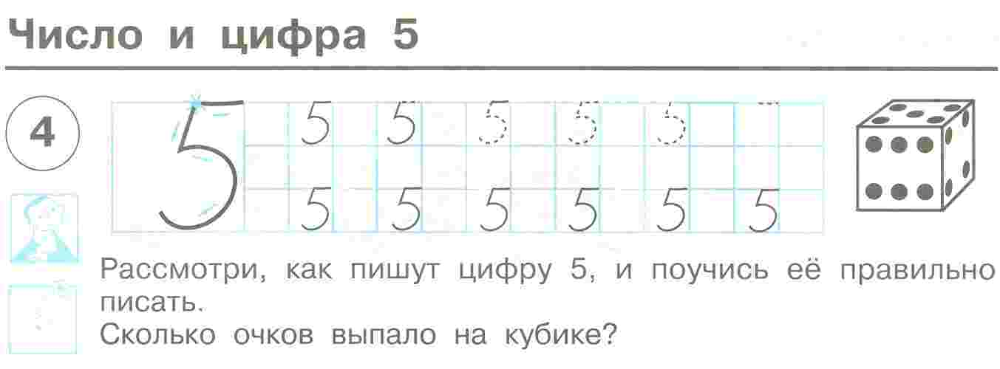 Число и цифра 5
4
5 5 5 5 5 5
5 5 5 5 5 5
Рассмотри, как пишут цифру 5, и поучись её правильно
писать.
Сколько очков выпало на кубике?